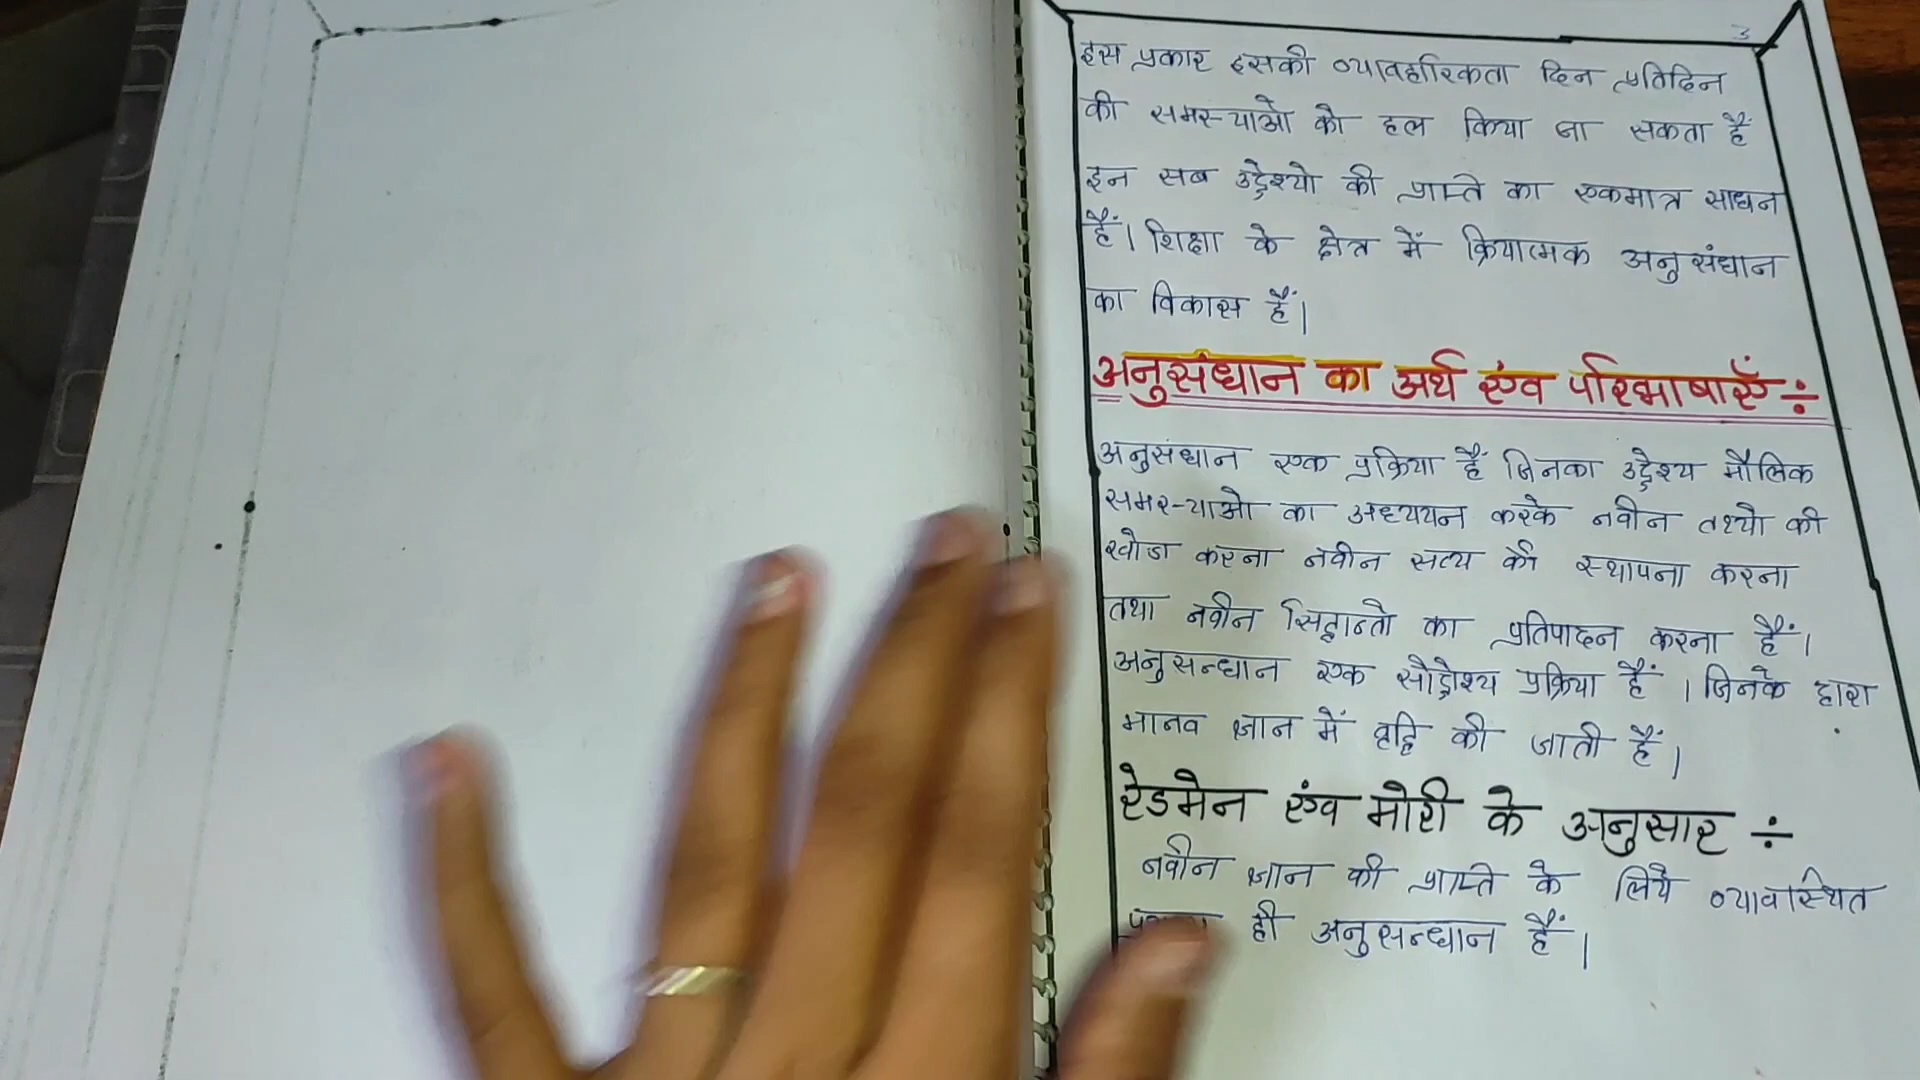 3
इस प्रकार इसकी व्यावहारिकता दिन प्रतिदिन
की समस्याओ को हल किया जा सकता हैं
इन सब उद्देश्यो की प्राप्ति का एकमात्र साधन
हैं। शिक्षा के क्षेत्र में क्रियात्मक अनुसंधान
का विकास हैं।
अनुसंधान का अर्थ एंव परिभाषाएँ ÷
अनुसंधान एक प्रक्रिया हैं जिनका उद्देश्य मौलिक
समस्याओ का अध्ययन करके नवीन तथ्यो की
खोज करना नवीन सत्य की स्थापना करना
तथा नवीन सिद्वान्तो का प्रतिपादन करना हैं।
अनुसन्धान एक सौद्देश्य प्रक्रिया हैं। जिनके द्वारा
मानव ज्ञान में वृद्वि की जाती हैं।
रेडमेन एंव मोरी के अनुसार ÷
नवीन ज्ञान की प्राप्ति के लिये व्यावस्थित
ही अनुसन्धान हैं।